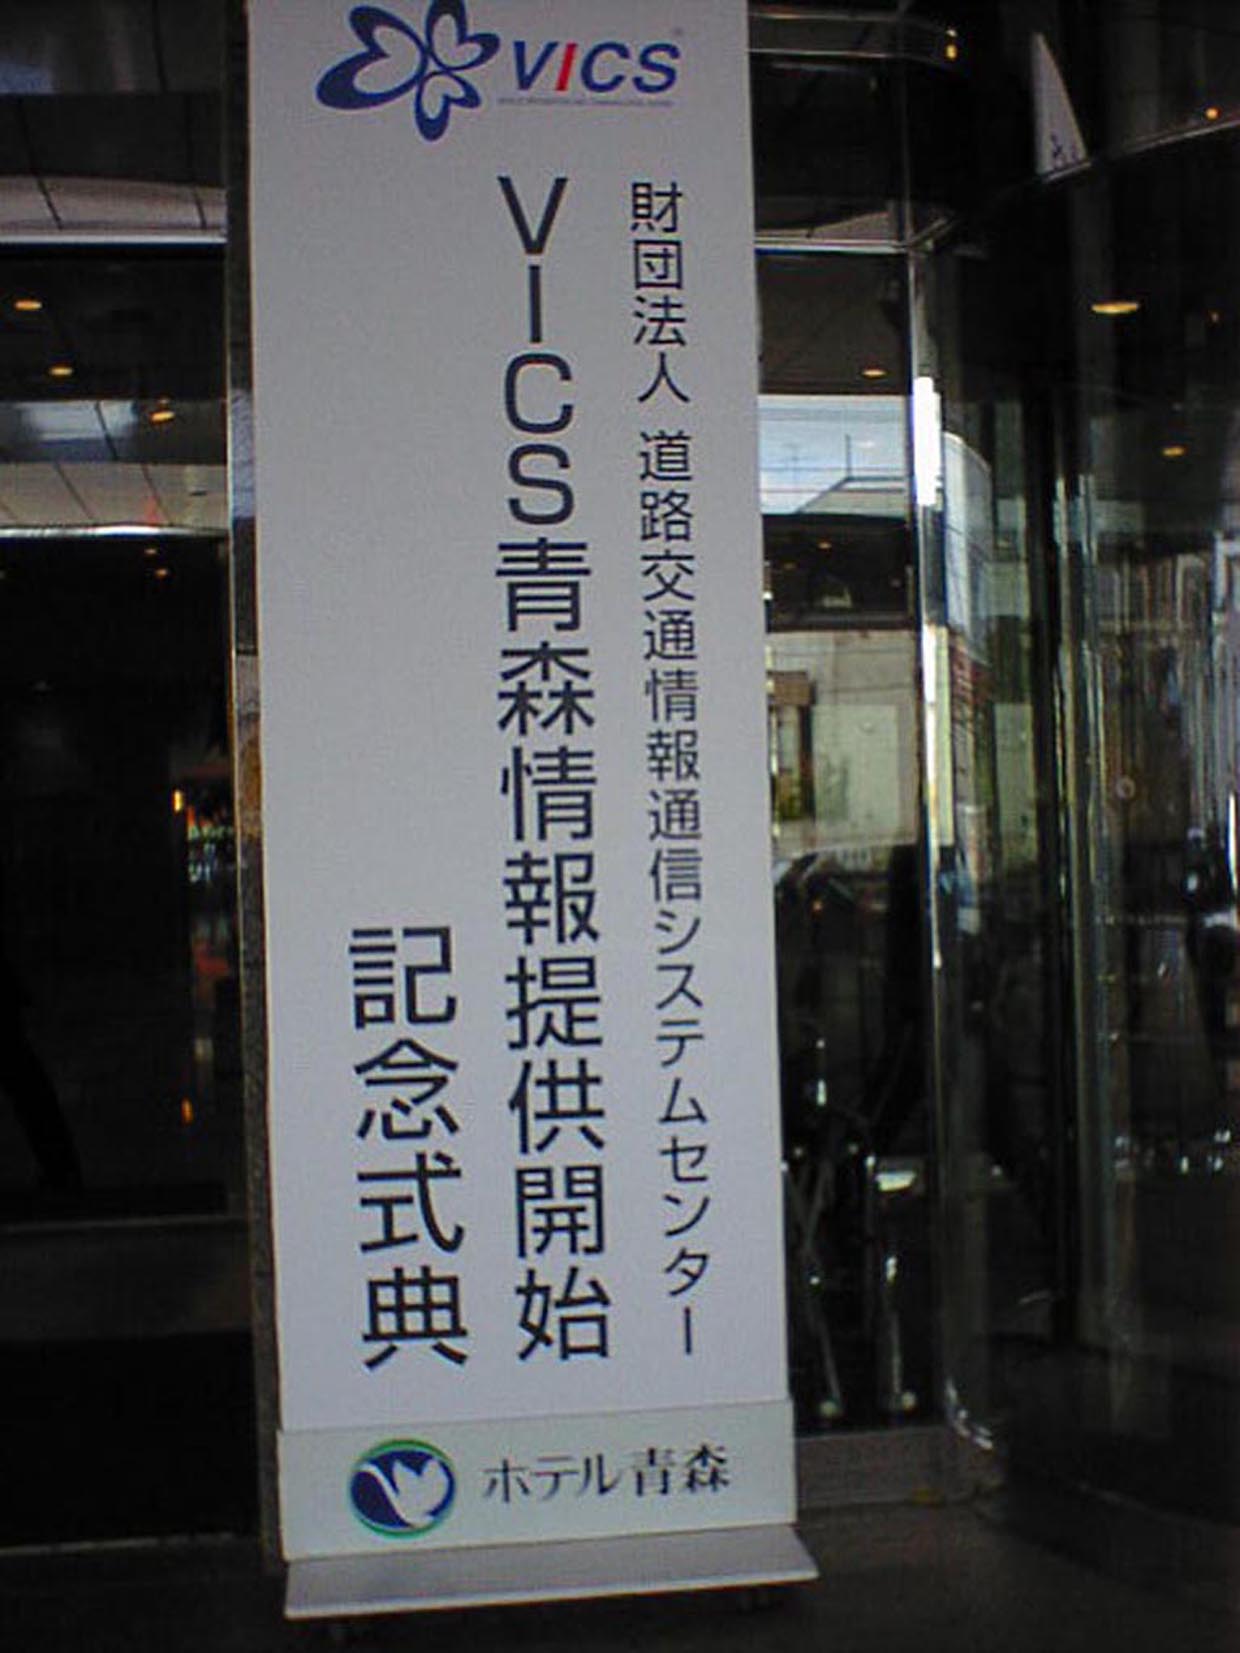 VICS
財団法人 道路交通情報通信システムセンター
VICS青森情報提供開始
記念式典
ホテル青森